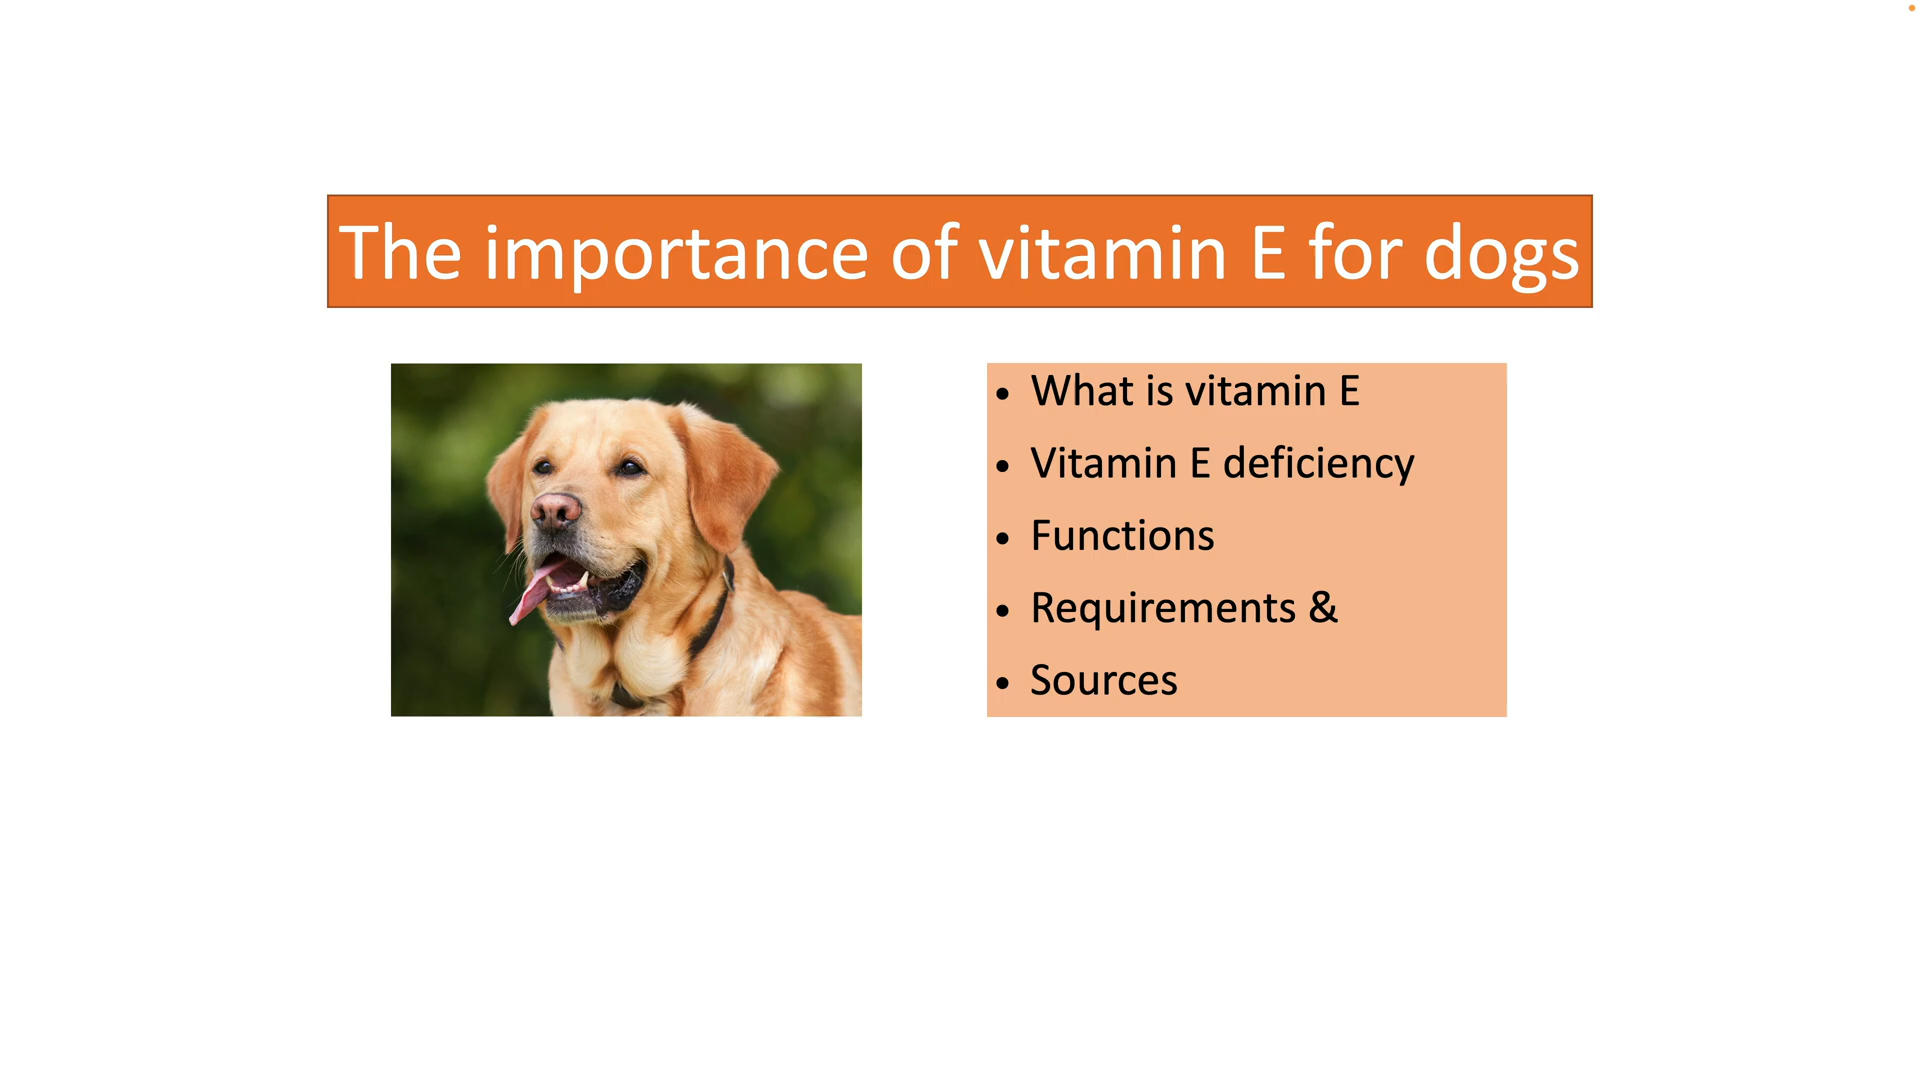 The importance of vitamin E for dogs
• What is vitamin E
• Vitamin E deficiency
• Functions
• Requirements &
• Sources